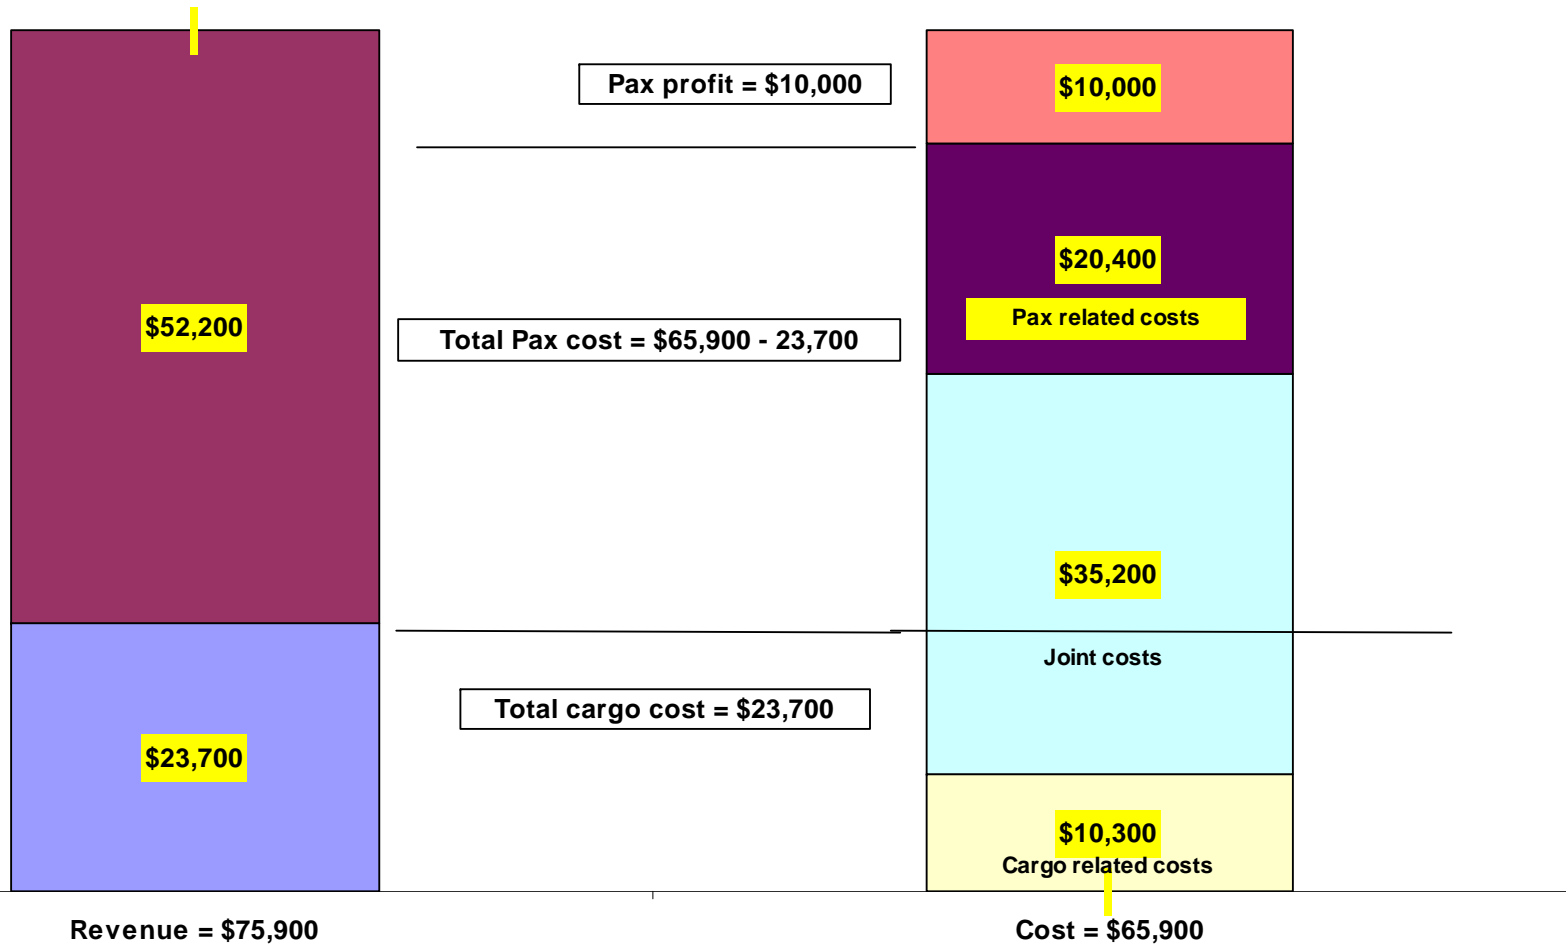 Pax profit = $10,000
$10,000
$20,400
Pax related costs
$52,200
Total Pax cost = $65,900 - 23,700
$35,200
Joint costs
Total cargo cost = $23,700
$23,700
$10,300
Cargo related costs
Revenue = $75,900
Cost = $65,900